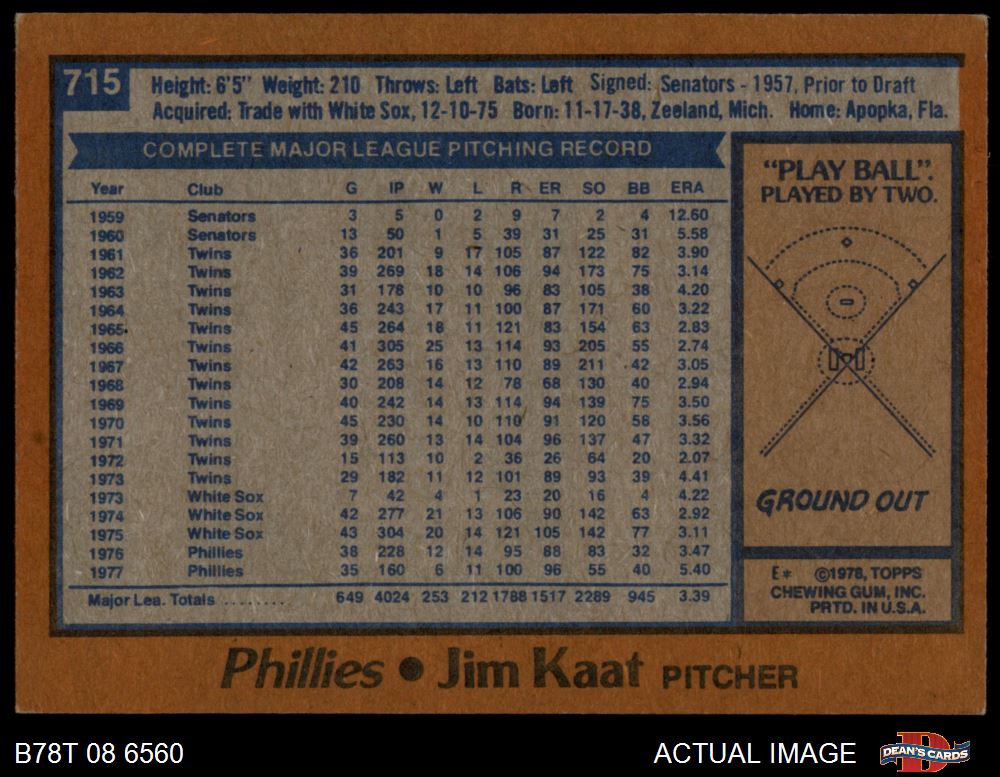 715
Height: 6'5" Weight: 210 Throws: Left Bats: Left Signed: Senators - 1957, Prior to Draft
Acquired: Trade with White Sox, 12-10-75 Born: 11-17-38, Zeeland, Mich. Home: Apopka, Fla.
COMPLETE MAJOR LEAGUE PITCHING RECORD
Year Club G IP W L R ER SO BB ERA
1959 Senators 3 5 0 2 9 7 2 4 12.60
1960 Senators 13 50 1 5 39 31 25 31 5.58
1961 Twins 36 201 9 17 105 87 122 82 3.90
1962 Twins 39 269 18 14 106 94 173 75 3.14
1963 Twins 31 178 10 10 96 83 105 38 4.20
1964 Twins 36 243 17 11 100 87 171 60 3.22
1965 Twins 45 264 18 11 121 83 154 63 2.83
1966 Twins 41 305 25 13 114 93 205 55 2.74
1967 Twins 42 263 16 13 110 89 211 42 3.05
1968 Twins 30 208 14 12 78 68 130 40 2.94
1969 Twins 40 242 14 13 114 94 139 75 3.50
1970 Twins 45 230 14 10 110 91 120 58 3.56
1971 Twins 39 260 13 14 104 96 137 47 3.32
1972 Twins 15 113 10 2 36 26 64 20 2.07
1973 Twins 29 182 11 12 101 89 93 39 4.41
1973 White Sox 7 42 4 1 23 20 16 4 4.22
1974 White Sox 42 277 21 13 106 90 142 63 2.92
1975 White Sox 43 304 20 14 121 105 142 77 3.11
1976 Phillies 38 228 12 14 95 88 83 32 3.47
1977 Phillies 35 160 6 11 100 96 55 40 5.40
Major Lea. Totals ........ 649 4024 253 212 1788 1517 2289 945 3.39
"PLAY BALL".
PLAYED BY TWO.
GROUND OUT
E* ©1978, TOPPS
CHEWING GUM, INC.
PRTD. IN U.S.A.
Phillies • Jim Kaat PITCHER
B78T 08 6560
ACTUAL IMAGE
DEAN'S CARDS